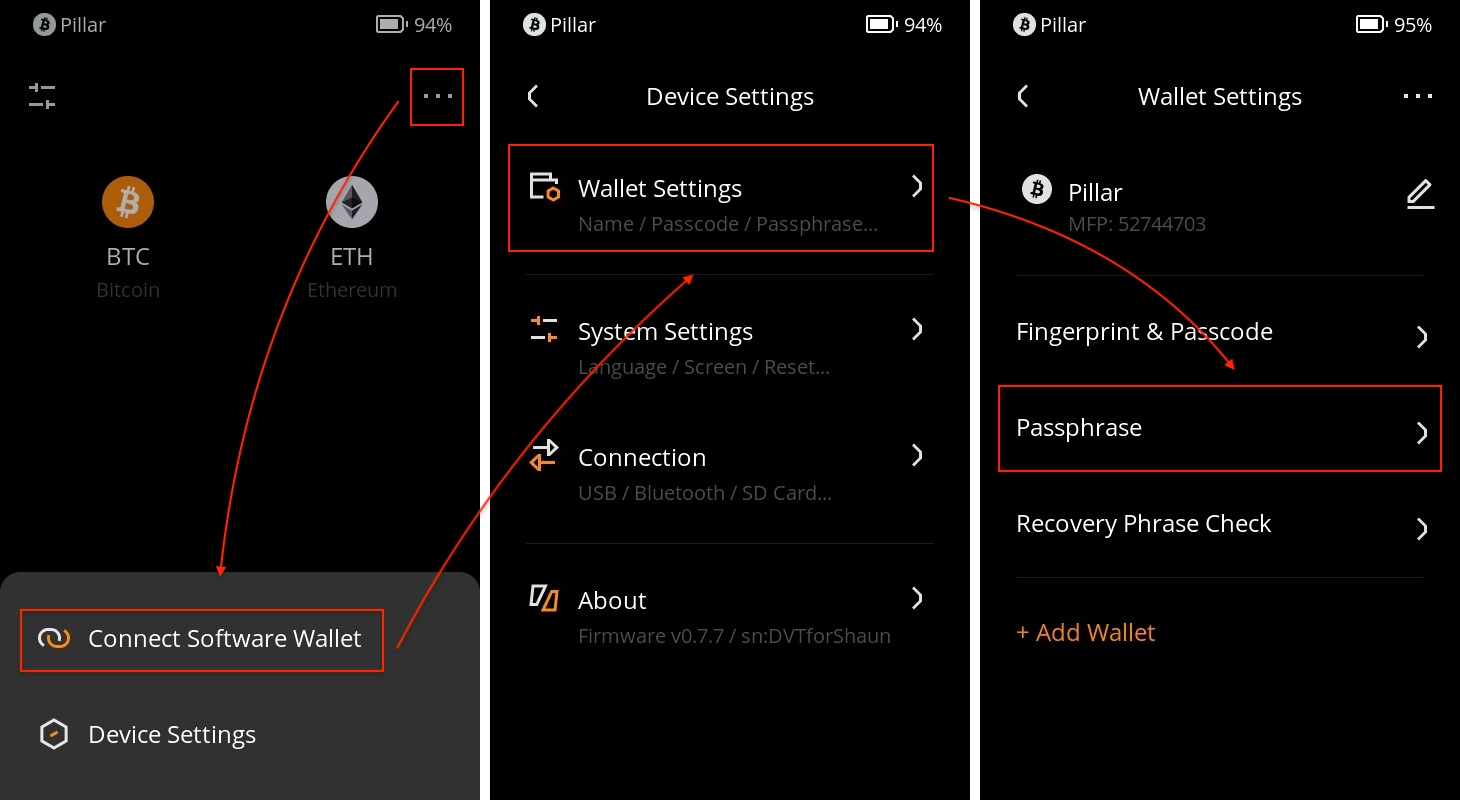 Pillar 94%
...
BTC
Bitcoin
ETH
Ethereum
Connect Software Wallet
Device Settings
Pillar 94%
Device Settings
Wallet Settings
Name / Passcode / Passphrase...
System Settings
Language / Screen / Reset...
Connection
USB / Bluetooth / SD Card...
About
Firmware v0.7.7 / sn:DVTforShaun
Pillar 95%
Wallet Settings ...
Pillar
MFP: 52744703
Fingerprint & Passcode
Passphrase
Recovery Phrase Check
+ Add Wallet